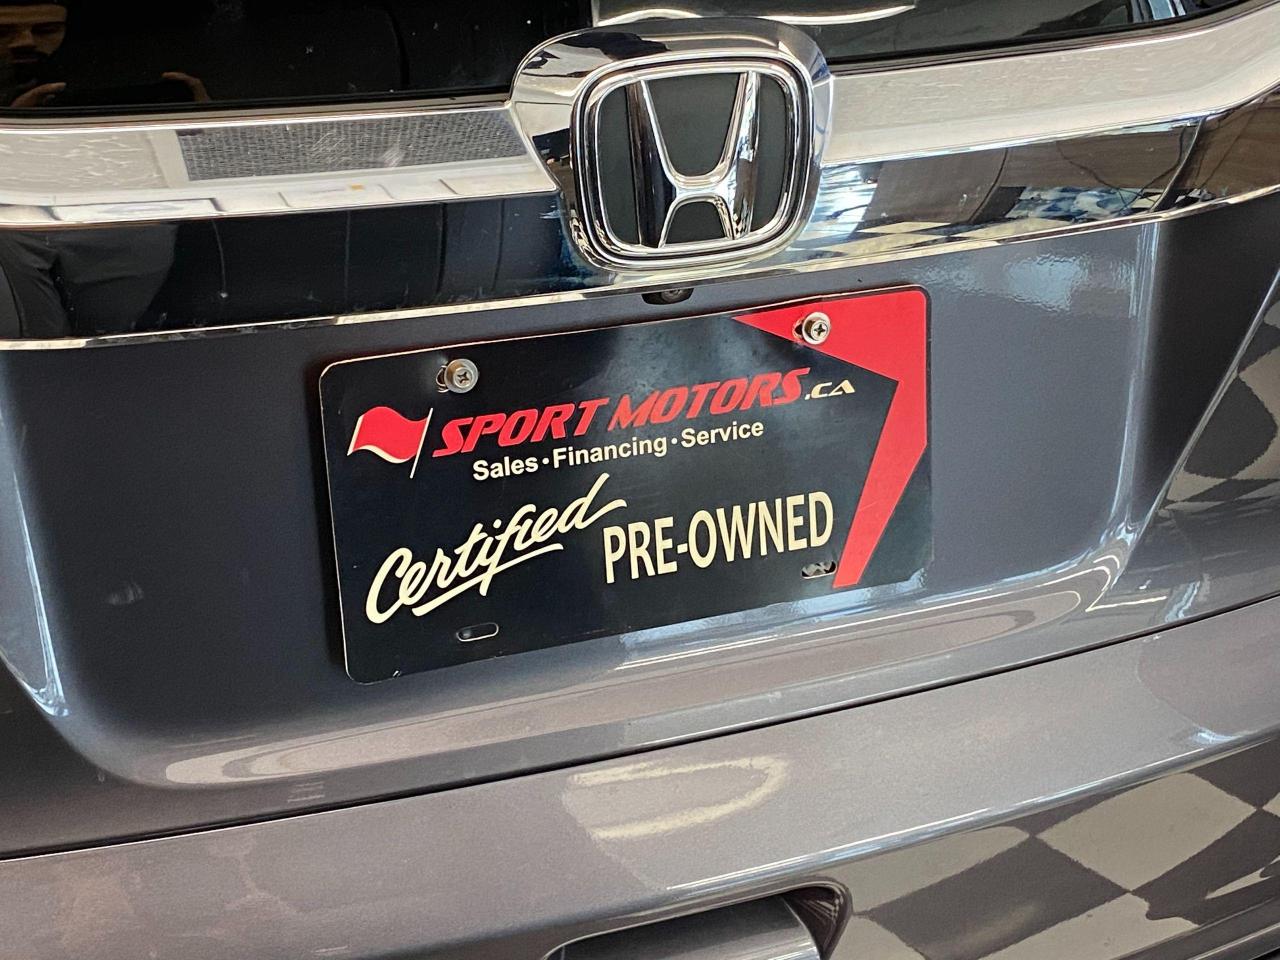 SPORT MOTORS.CA
Sales•Financing•Service
Certified PRE-OWNED